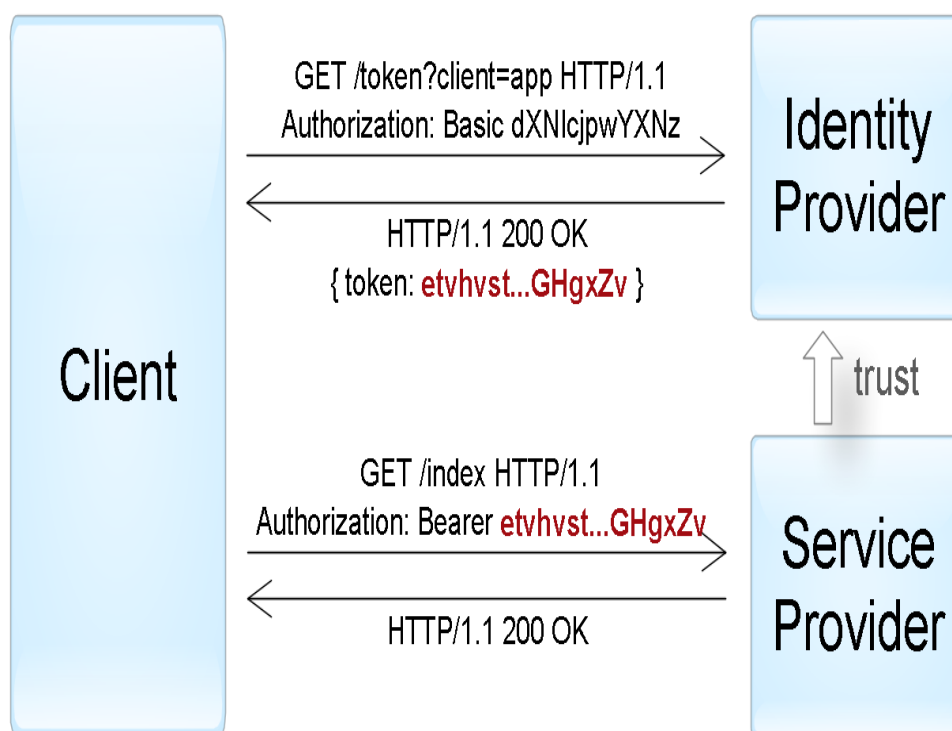 GET /token?client=app HTTP/1.1
Authorization: Basic dXNlcjpwYXNz
Identity
Provider
HTTP/1.1 200 OK
{ token: etvhvst...GHgxZv }
Client
trust
GET /index HTTP/1.1
Authorization: Bearer etvhvst...GHgxZv
Service
Provider
HTTP/1.1 200 OK